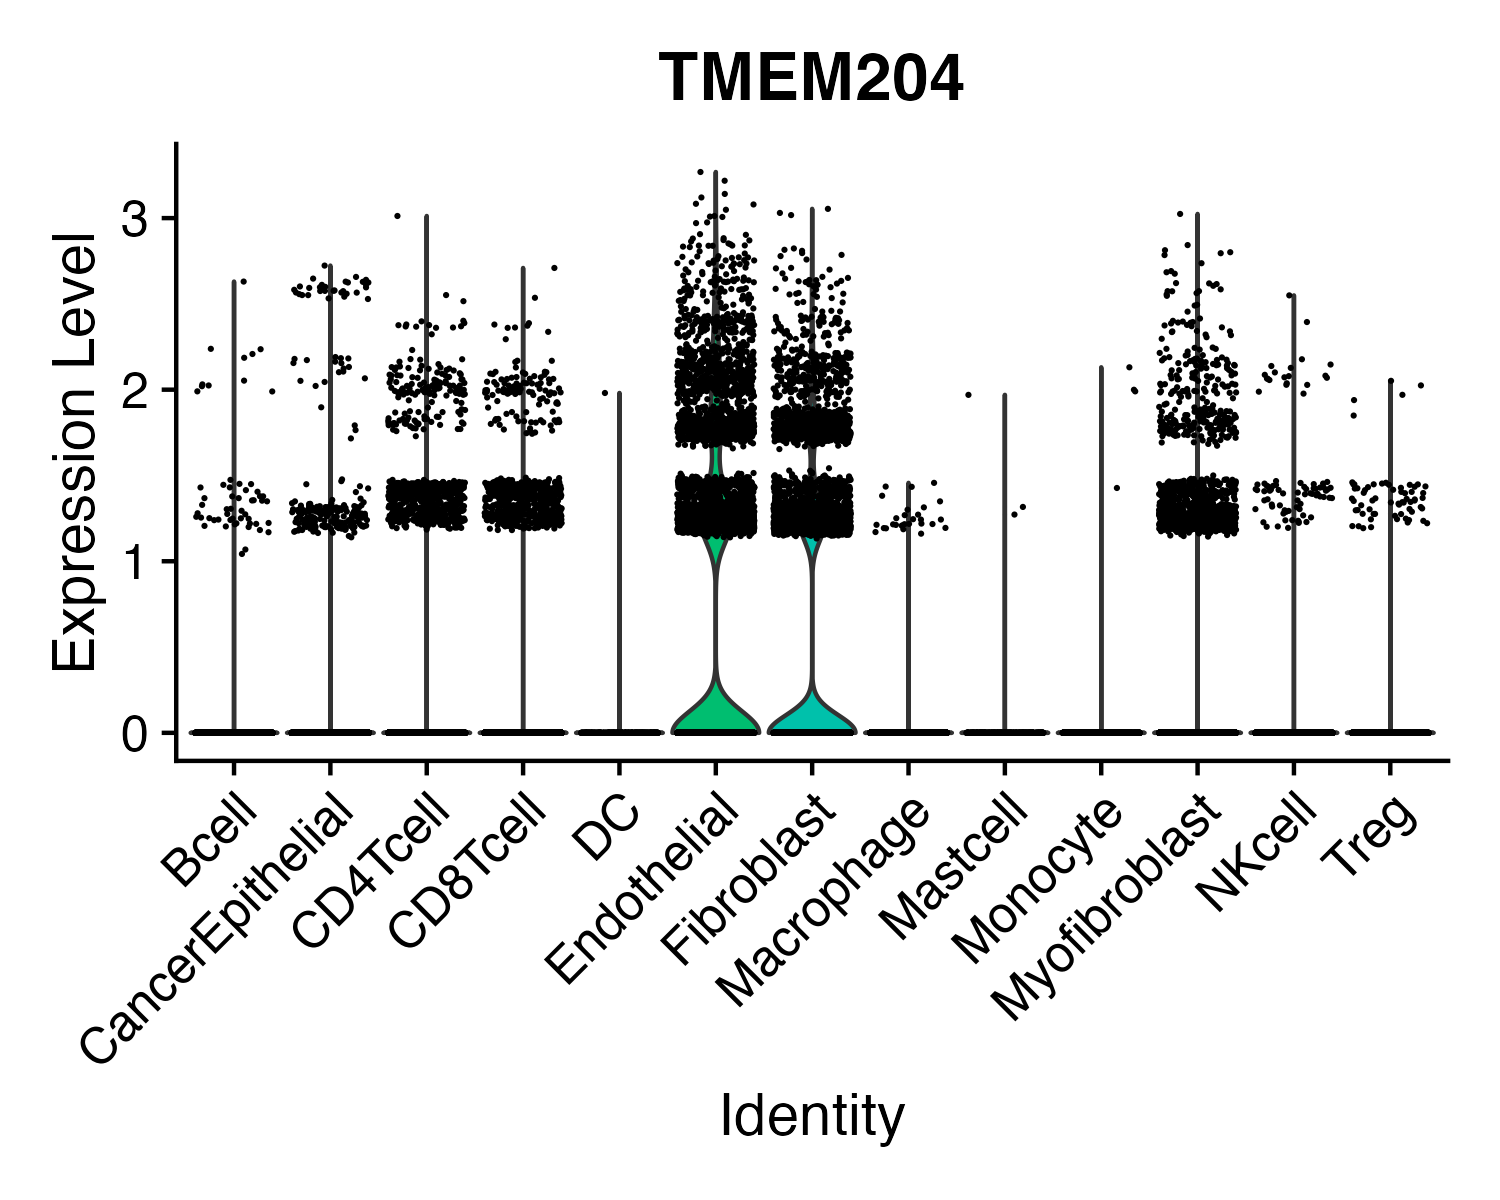 TMEM204
Expression Level
3
2
1
0
Bcell
CancerEpithelial
CD4Tcell
CD8Tcell
DC
Endothelial
Fibroblast
Macrophage
Mastcell
Monocyte
Myofibroblast
NKcell
Treg
Identity